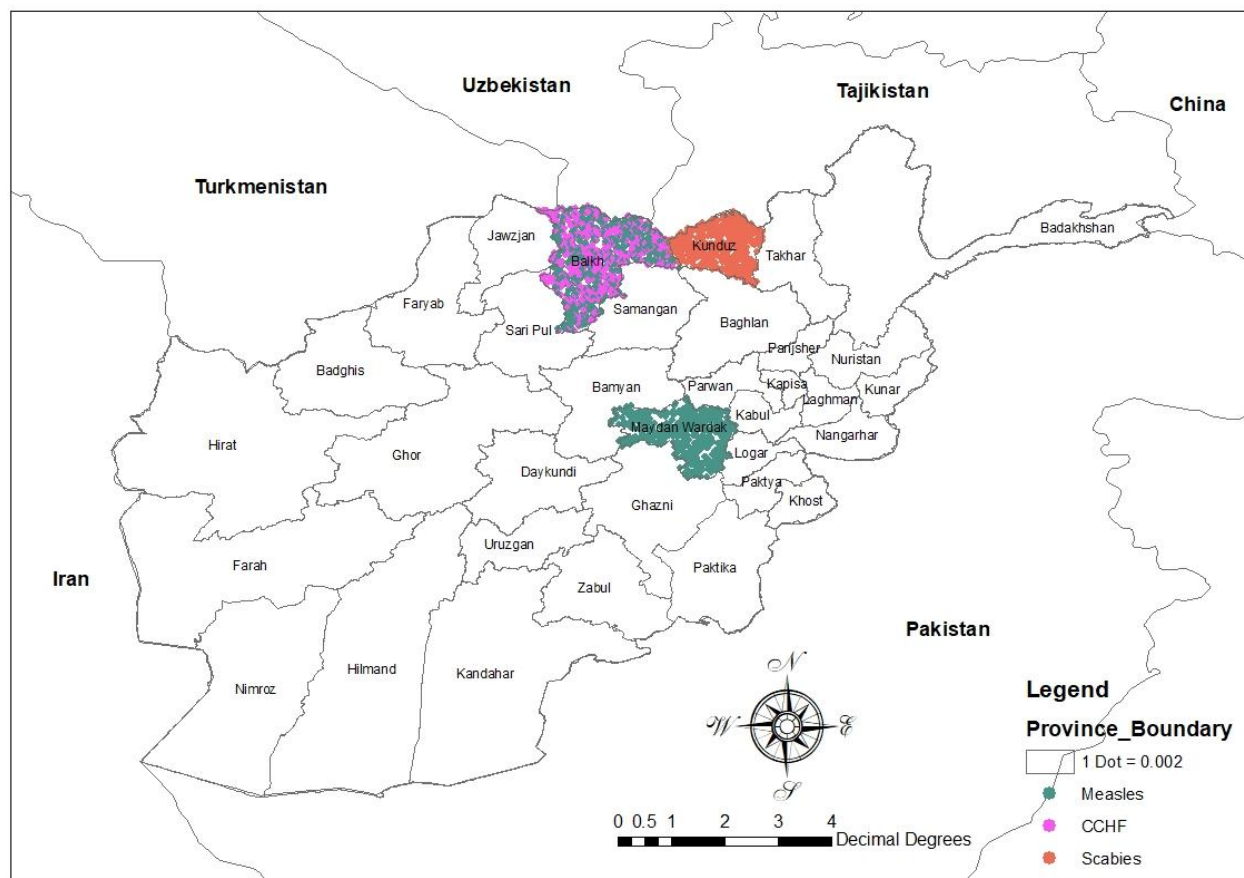 Uzbekistan
Tajikistan
China
Turkmenistan
Badakhshan
Jawzjan
Kunduz
Takhar
Balkh
Faryab
Samangan
Sari Pul
Baghlan
Panjsher
Nuristan
Badghis
Bamyan
Parwan
Kapisa
Kunar
Laghman
Kabul
Maydan Wardak
Nangarhar
Hirat
Ghor
Logar
Daykundi
Paktya
Khost
Ghazni
Uruzgan
Iran
Farah
Zabul
Paktika
Pakistan
Hilmand
Kandahar
Nimroz
N
W
E
S
Legend
Province_Boundary
1 Dot = 0.002
Measles
CCHF
Scabies
0 0.5 1 2 3 4
Decimal Degrees